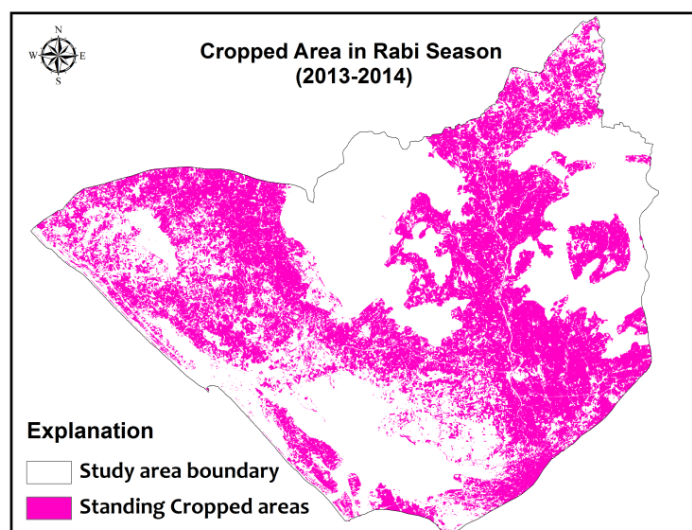 N
W E
S
Cropped Area in Rabi Season
(2013-2014)
Explanation
Study area boundary
Standing Cropped areas